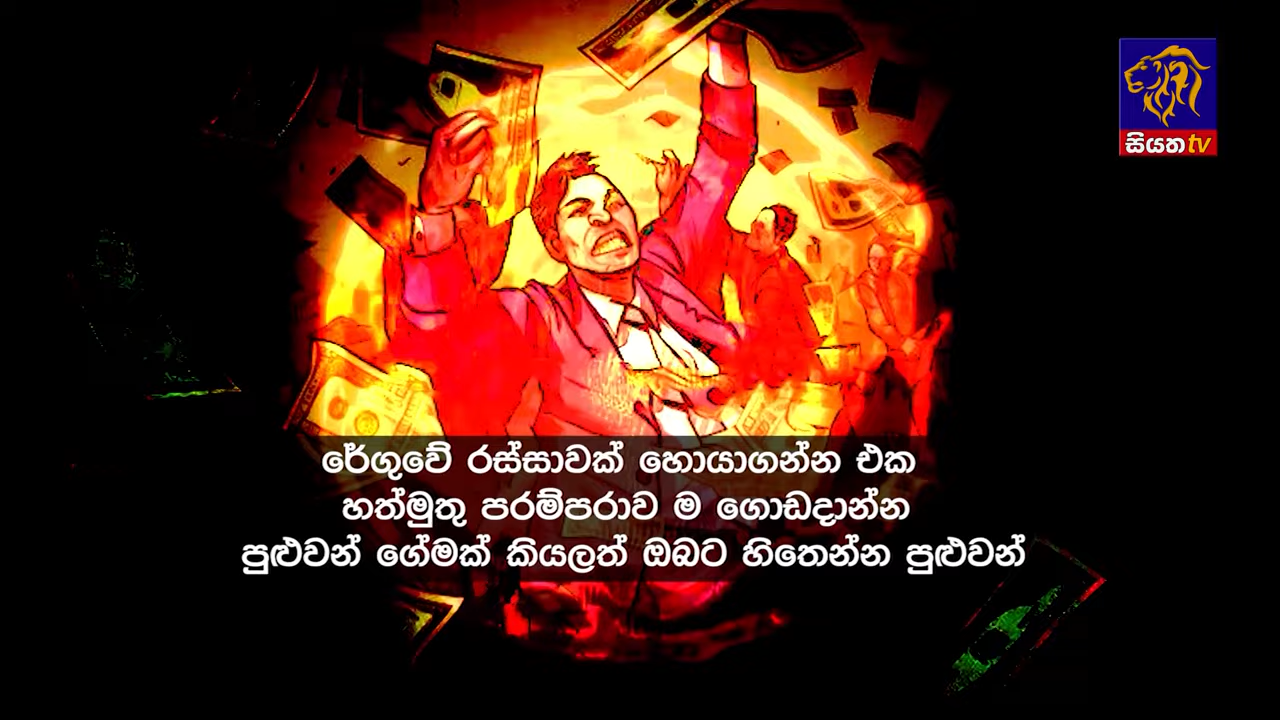 සියත tv
රේගුවේ රස්සාවක් හොයාගන්න එක
හත්මුතු පරම්පරාව ම ගොඩදාන්න
පුළුවන් ගේමක් කියලත් ඔබට හිතෙන්න පුළුවන්